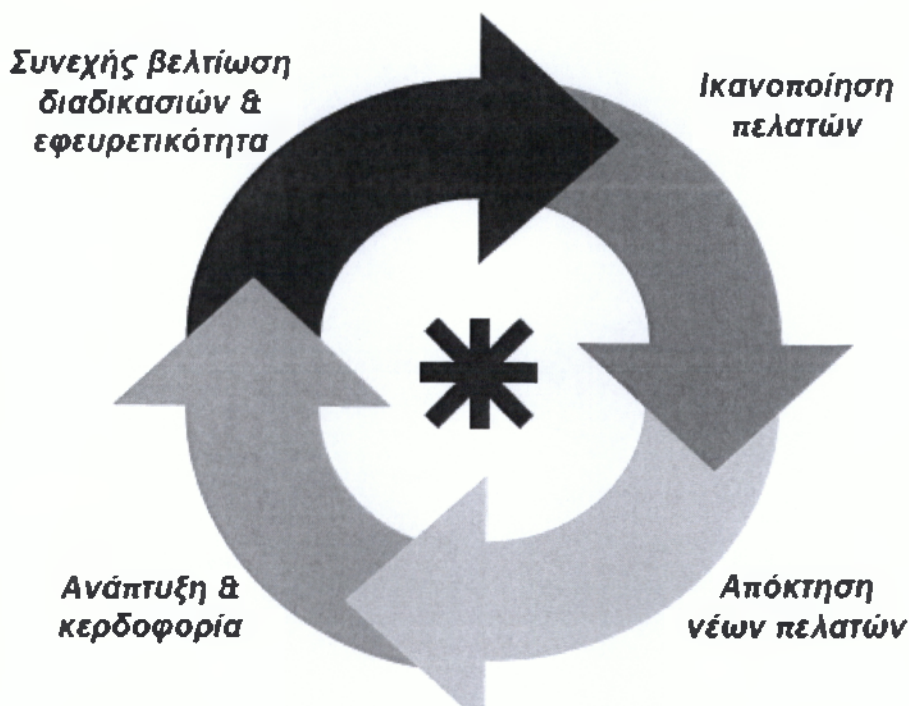 Συνεχής βελτίωση
διαδικασιών &
εφευρετικότητα
Ικανοποίηση
πελατών
Ανάπτυξη &
κερδοφορία
Απόκτηση
νέων πελατών